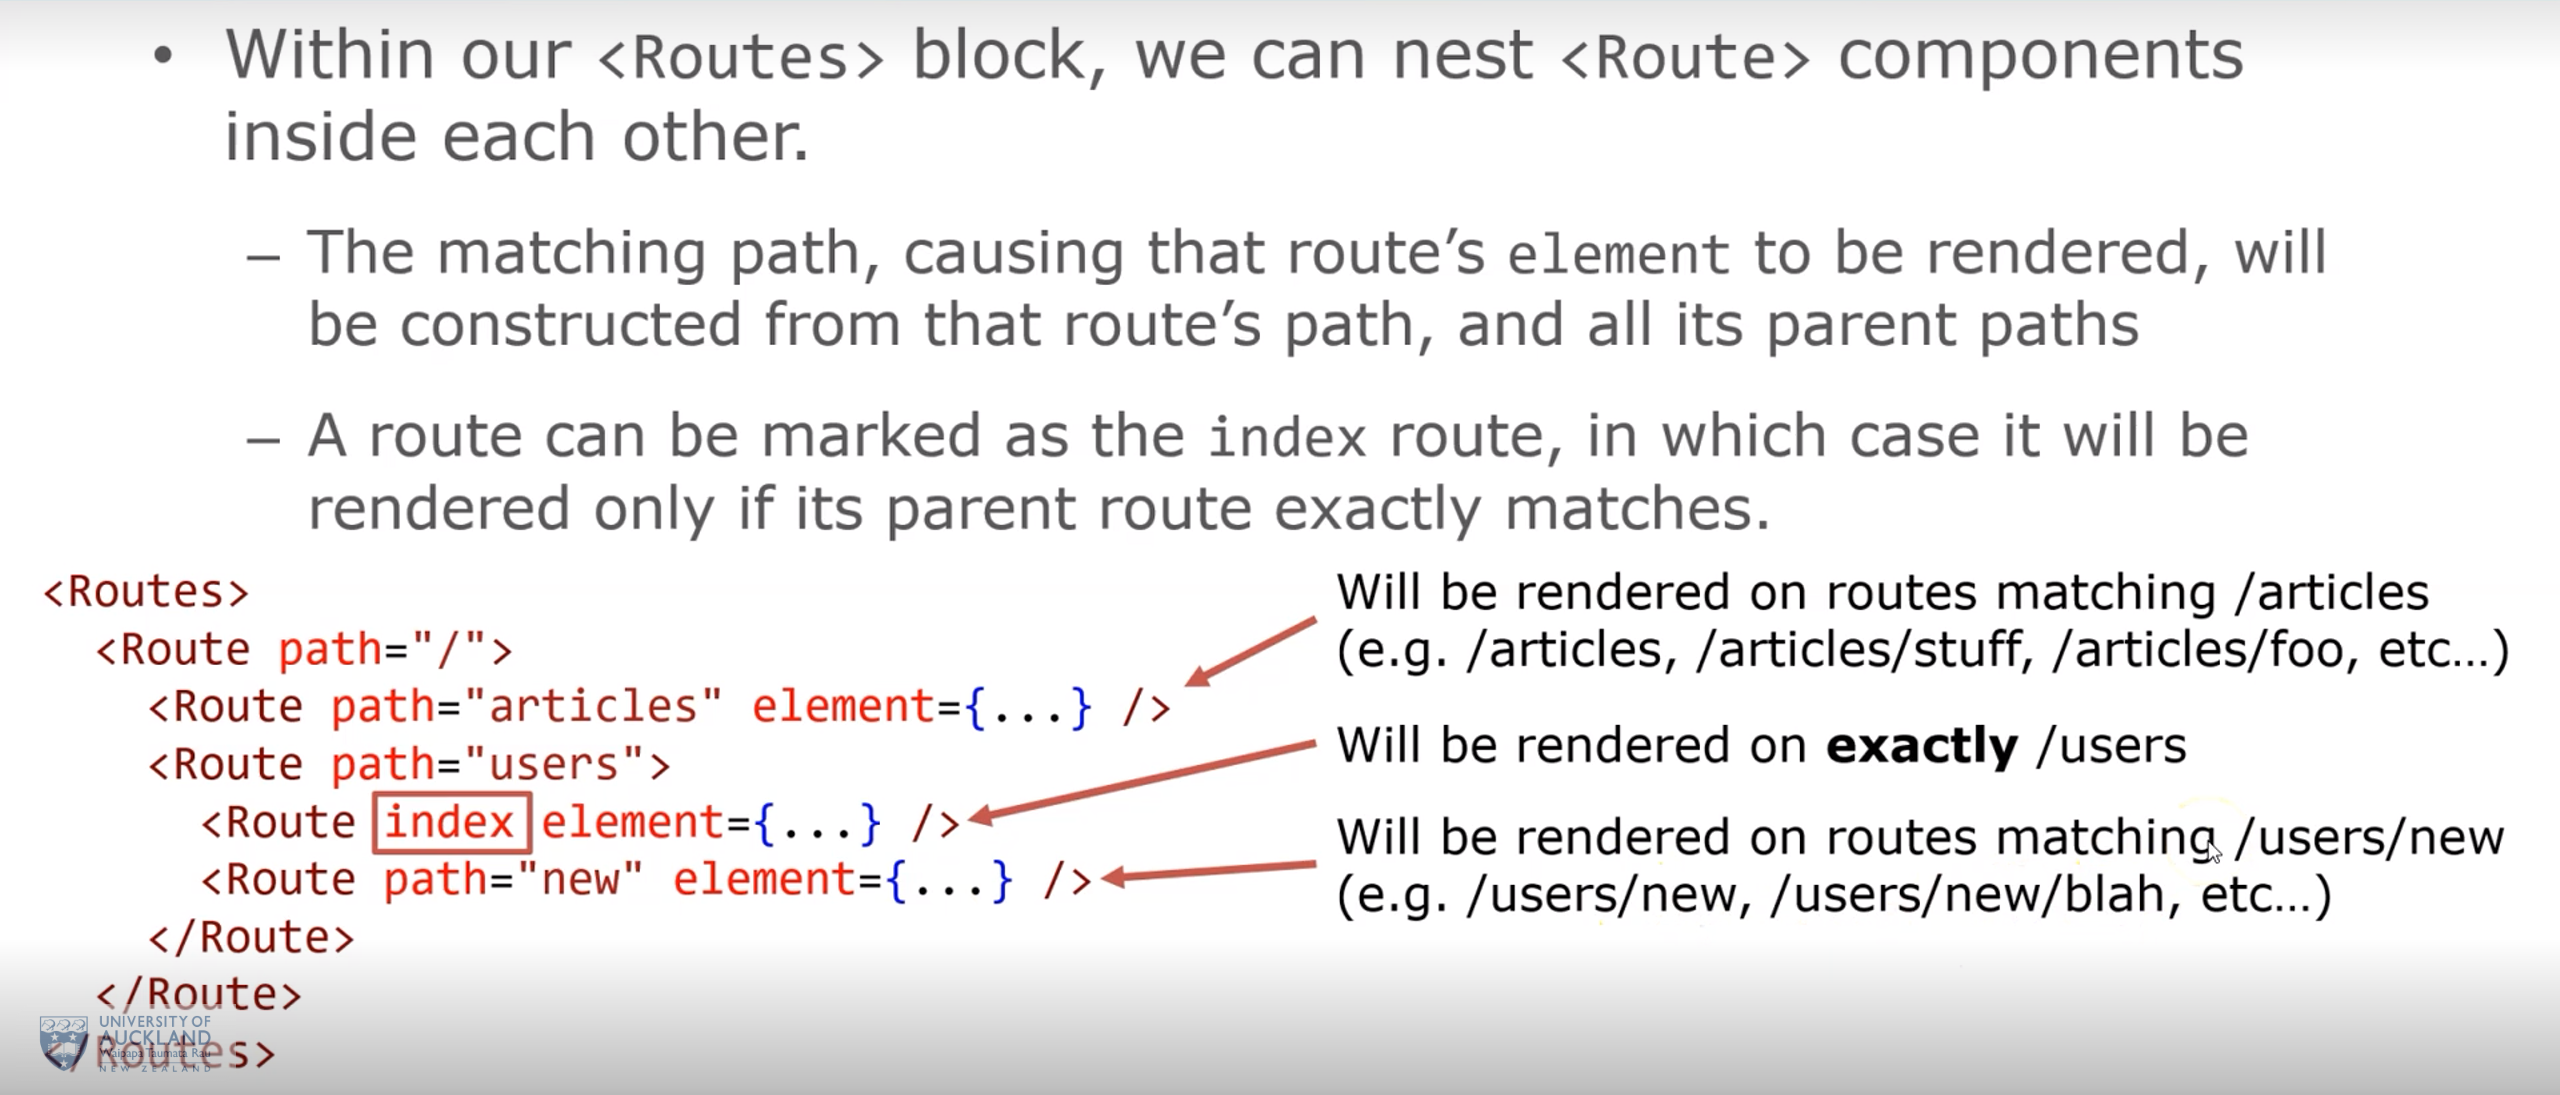 • Within our <Routes> block, we can nest <Route> components
inside each other.
– The matching path, causing that route’s element to be rendered, will
be constructed from that route’s path, and all its parent paths
– A route can be marked as the index route, in which case it will be
rendered only if its parent route exactly matches.
<Routes>
<Route path="/">
<Route path="articles" element={...} />
<Route path="users">
<Route index element={...} />
<Route path="new" element={...} />
</Route>
</Route>
</Routes>
Will be rendered on routes matching /articles
(e.g. /articles, /articles/stuff, /articles/foo, etc…)
Will be rendered on exactly /users
Will be rendered on routes matching /users/new
(e.g. /users/new, /users/new/blah, etc…)
UNIVERSITY OF
AUCKLAND
Waipapa Taumata Rau
NEW ZEALAND